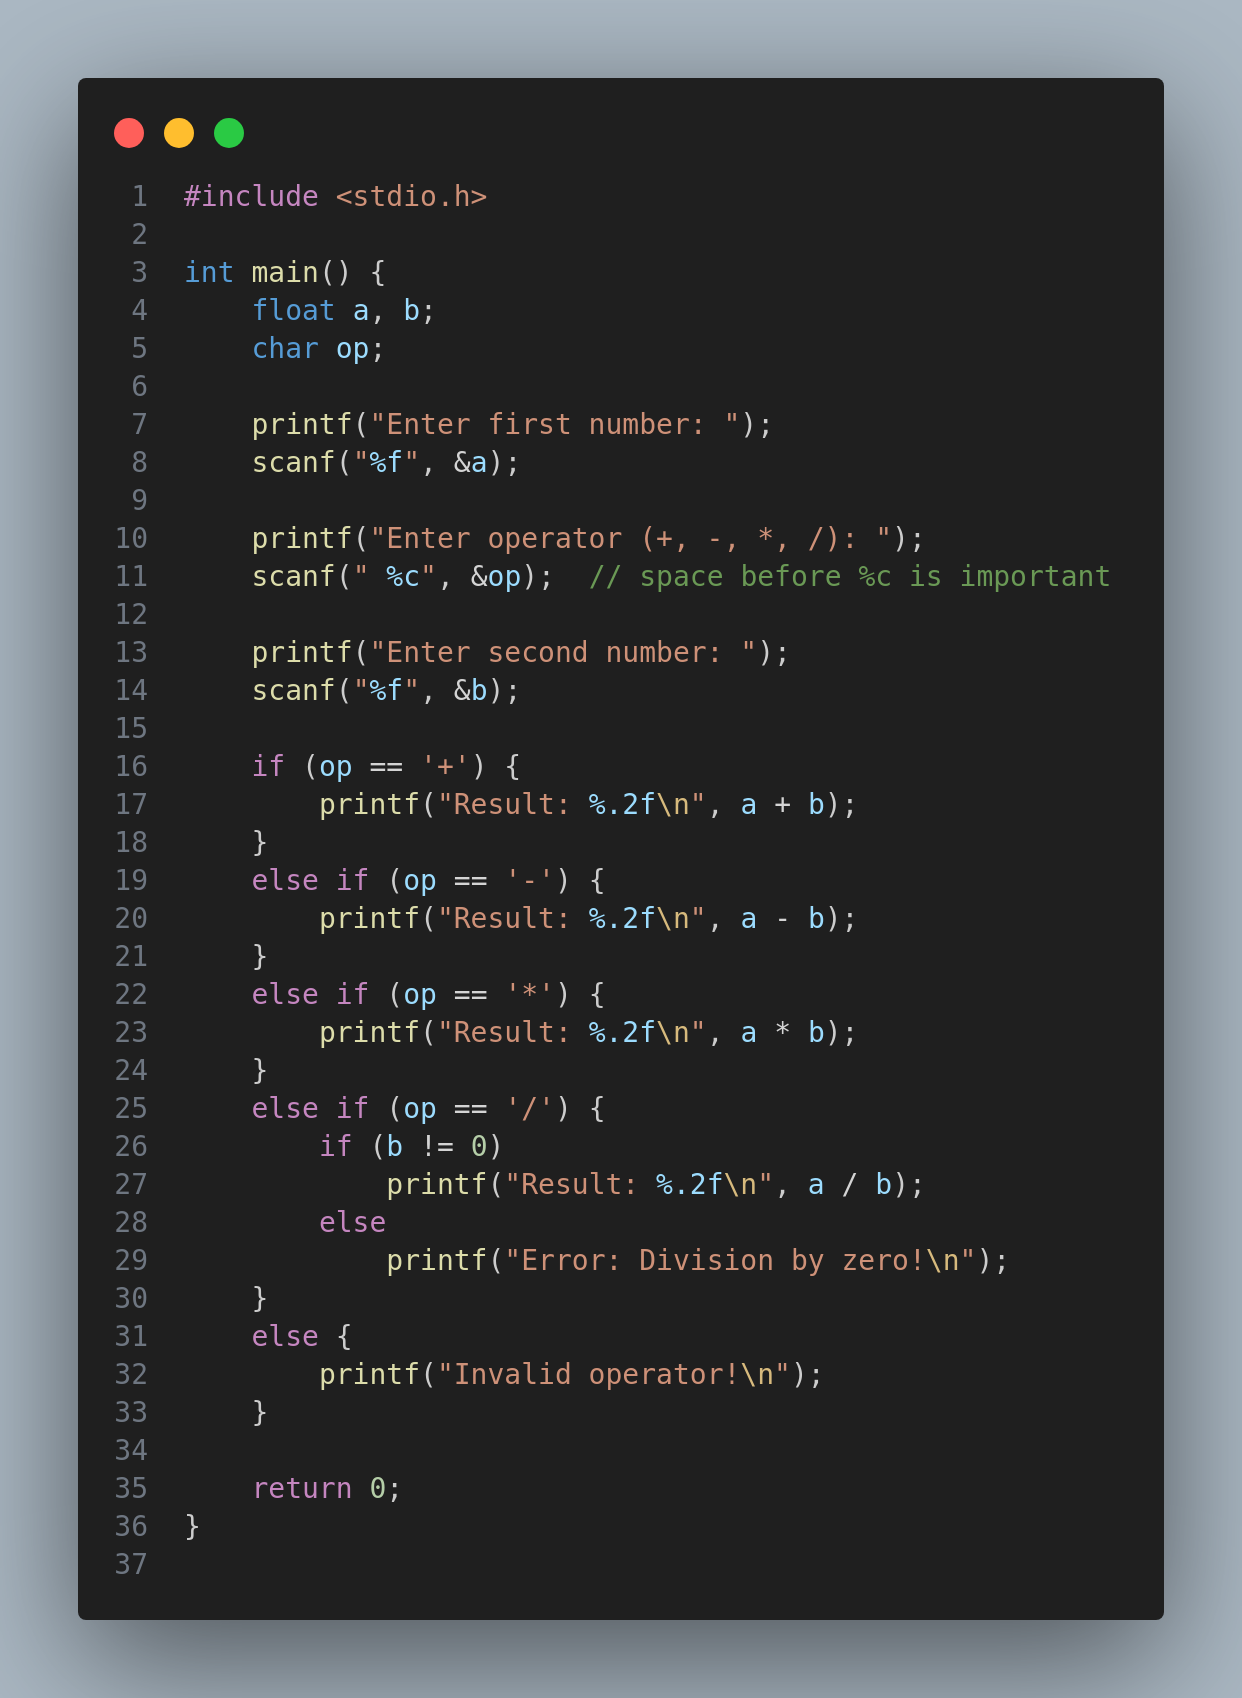 1 #include <stdio.h>
2
3 int main() {
4     float a, b;
5     char op;
6
7     printf("Enter first number: ");
8     scanf("%f", &a);
9
10     printf("Enter operator (+, -, *, /): ");
11     scanf(" %c", &op);  // space before %c is important
12
13     printf("Enter second number: ");
14     scanf("%f", &b);
15
16     if (op == '+') {
17         printf("Result: %.2f\n", a + b);
18     }
19     else if (op == '-') {
20         printf("Result: %.2f\n", a - b);
21     }
22     else if (op == '*') {
23         printf("Result: %.2f\n", a * b);
24     }
25     else if (op == '/') {
26         if (b != 0)
27             printf("Result: %.2f\n", a / b);
28         else
29             printf("Error: Division by zero!\n");
30     }
31     else {
32         printf("Invalid operator!\n");
33     }
34
35     return 0;
36 }
37